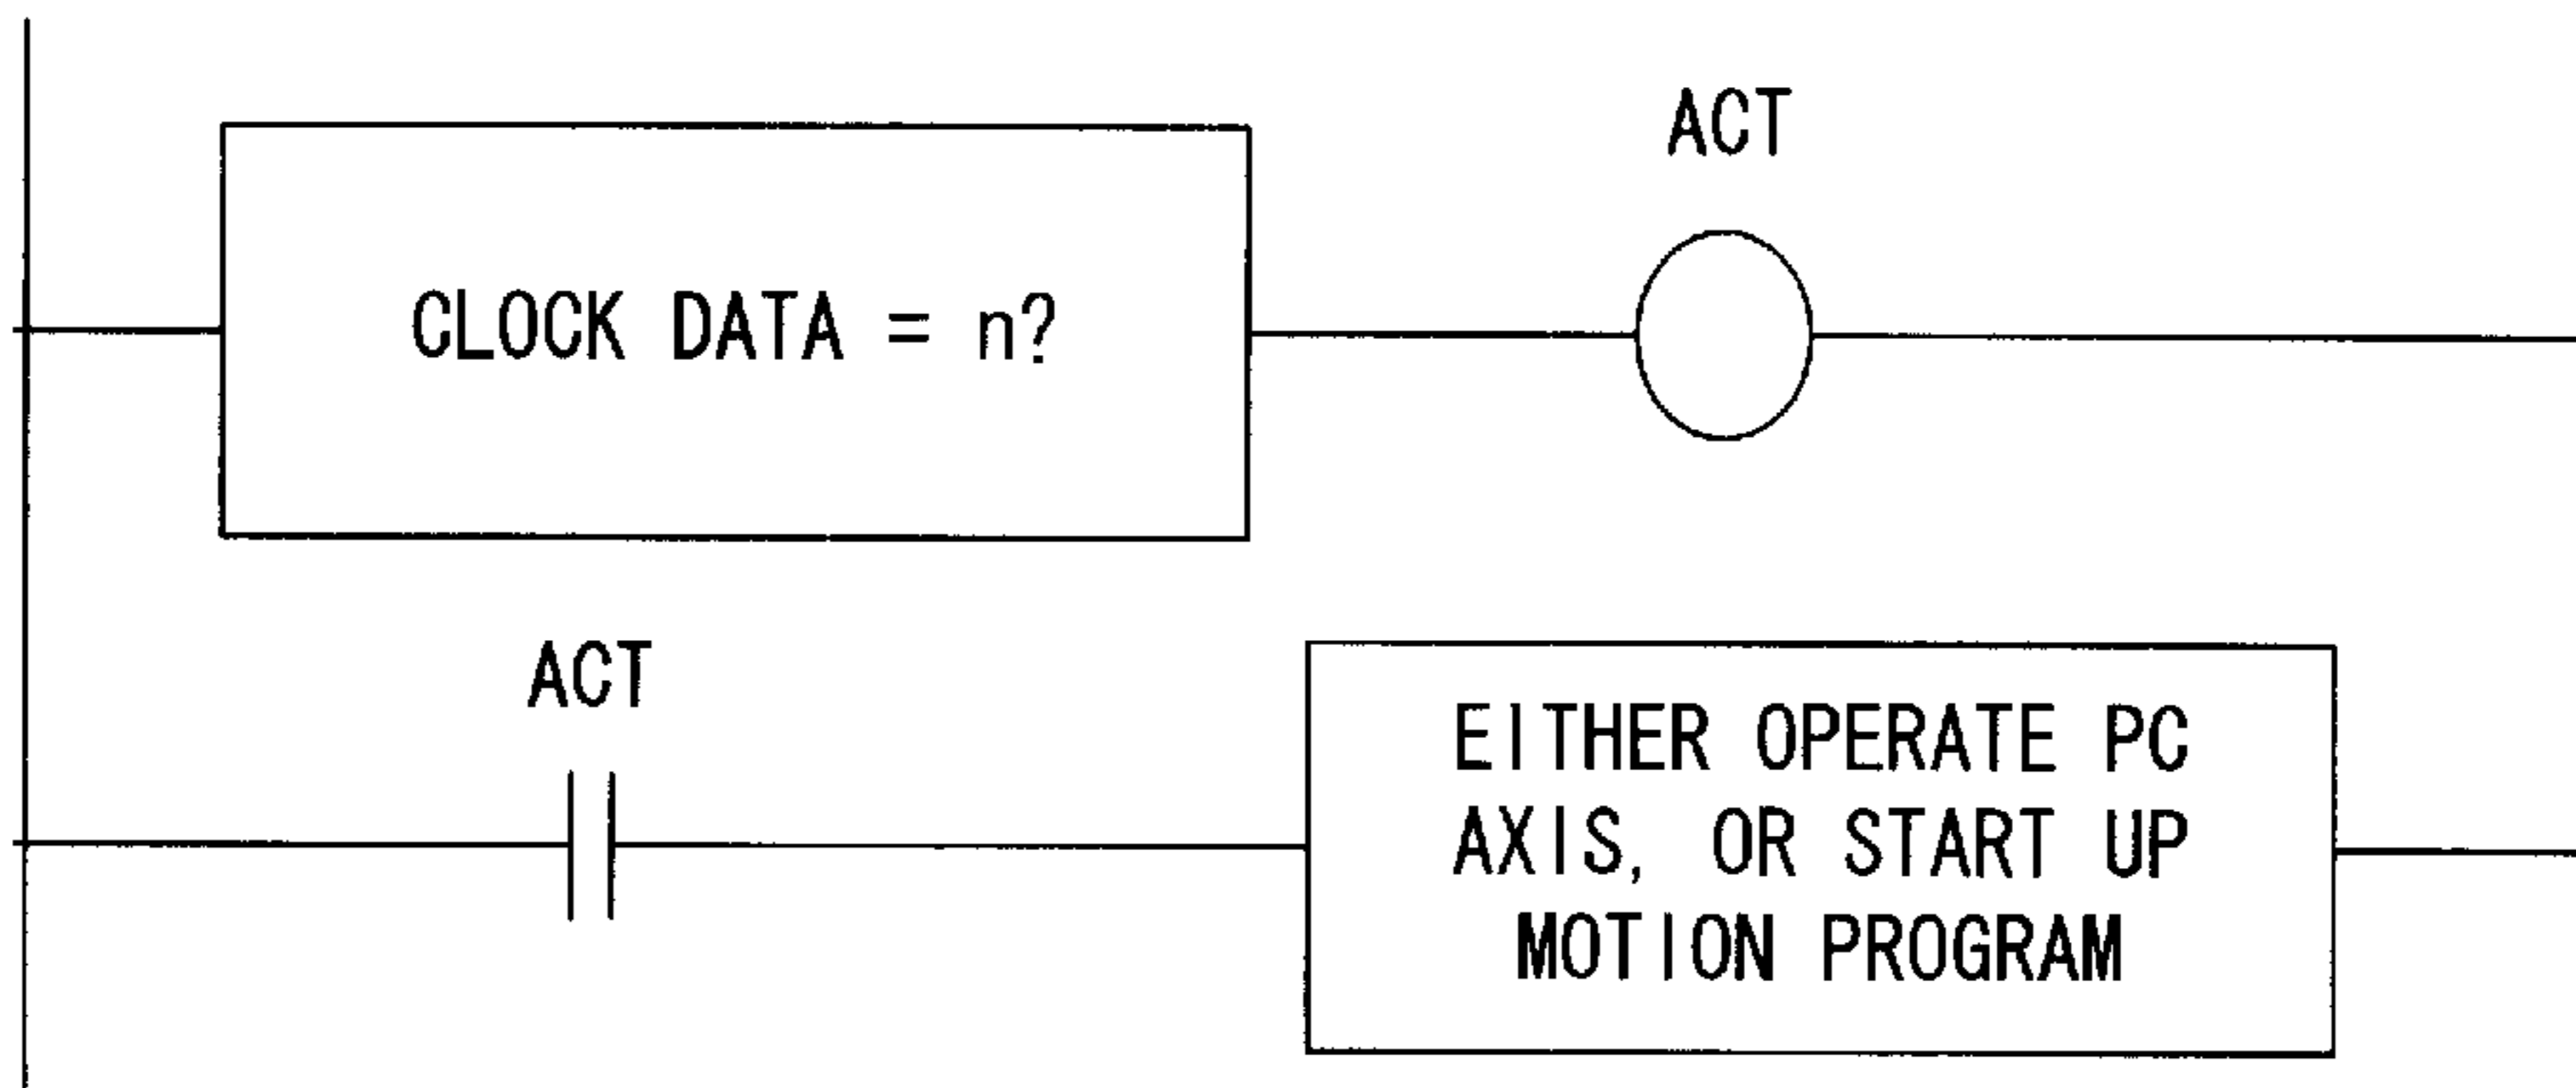 ACT
CLOCK DATA = n?
ACT
EITHER OPERATE PC
AXIS, OR START UP
MOTION PROGRAM